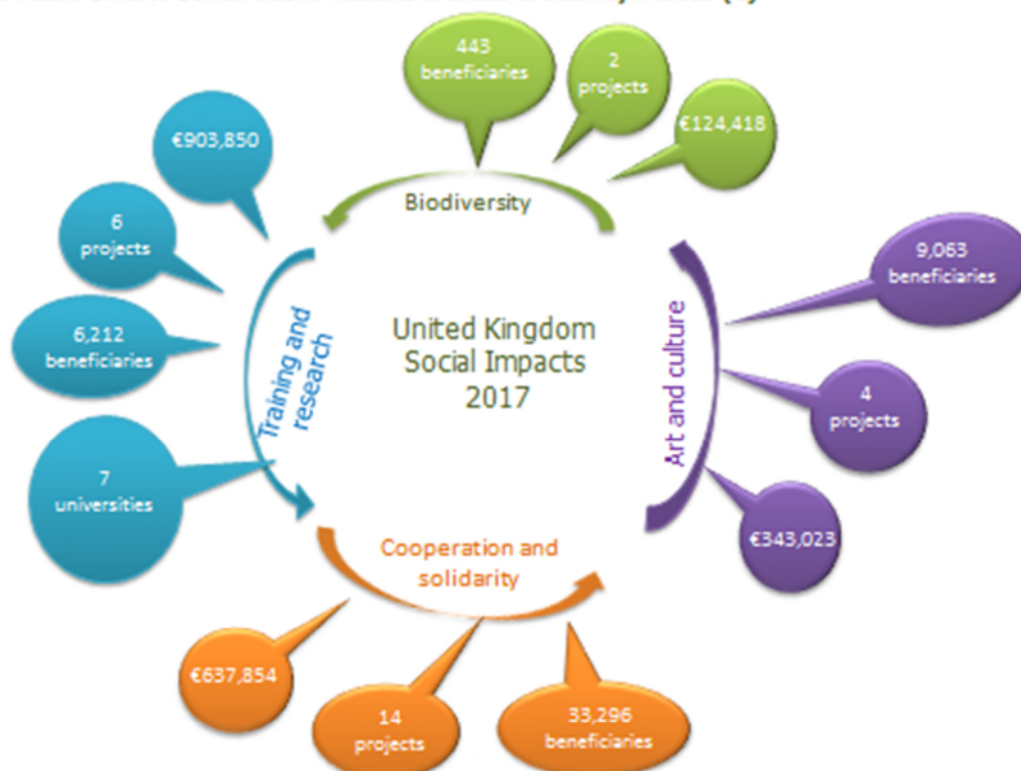 443
beneficiaries
2
projects
€124,418
Biodiversity
€903,850
6
projects
6,212
beneficiaries
7
universities
Training and
research
United Kingdom
Social Impacts
2017
Art and culture
9,063
beneficiaries
4
projects
€343,023
Cooperation and
solidarity
€637,854
14
projects
33,296
beneficiaries